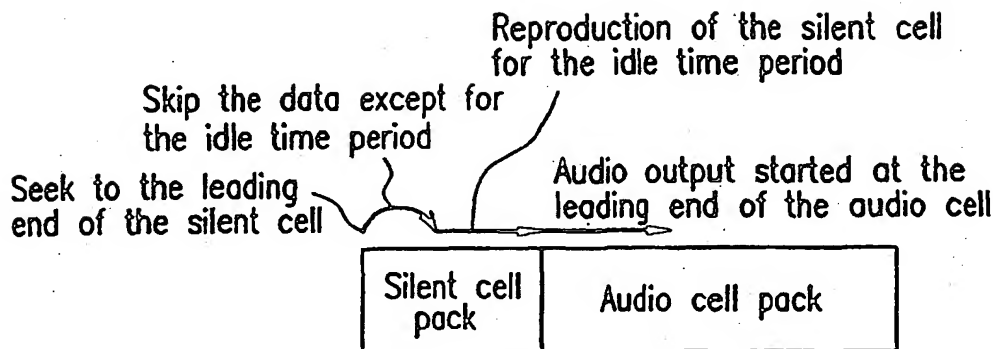 Reproduction of the silent cell
for the idle time period
Skip the data except for
the idle time period
Seek to the leading
end of the silent cell
Audio output started at the
leading end of the audio cell
Silent cell
pack
Audio cell pack